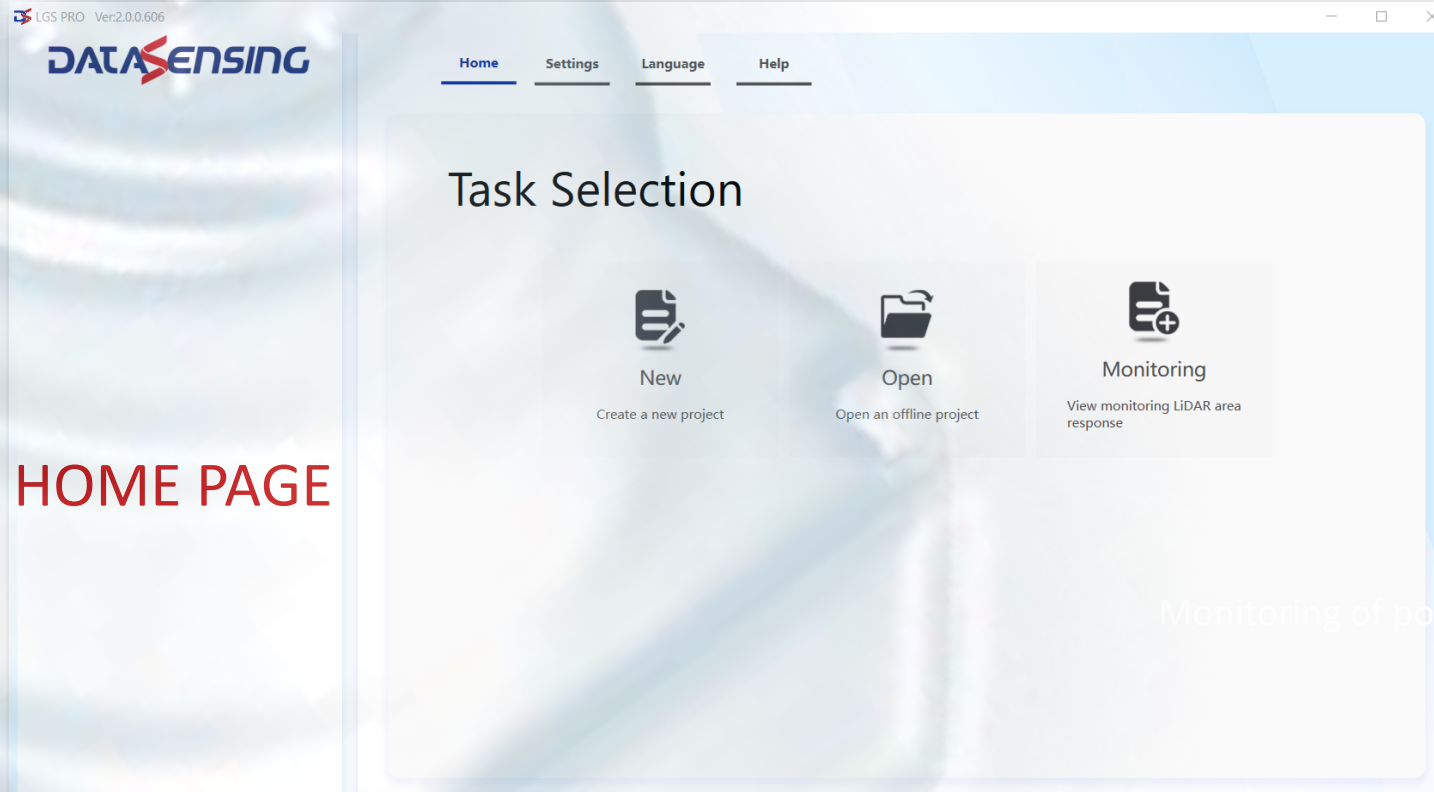 LGS PRO Ver:2.0.0.606
DATASENSING
Home Settings Language Help
Task Selection
New
Create a new project
Open
Open an offline project
Monitoring
View monitoring LiDAR area
response
HOME PAGE
Monitoring of po